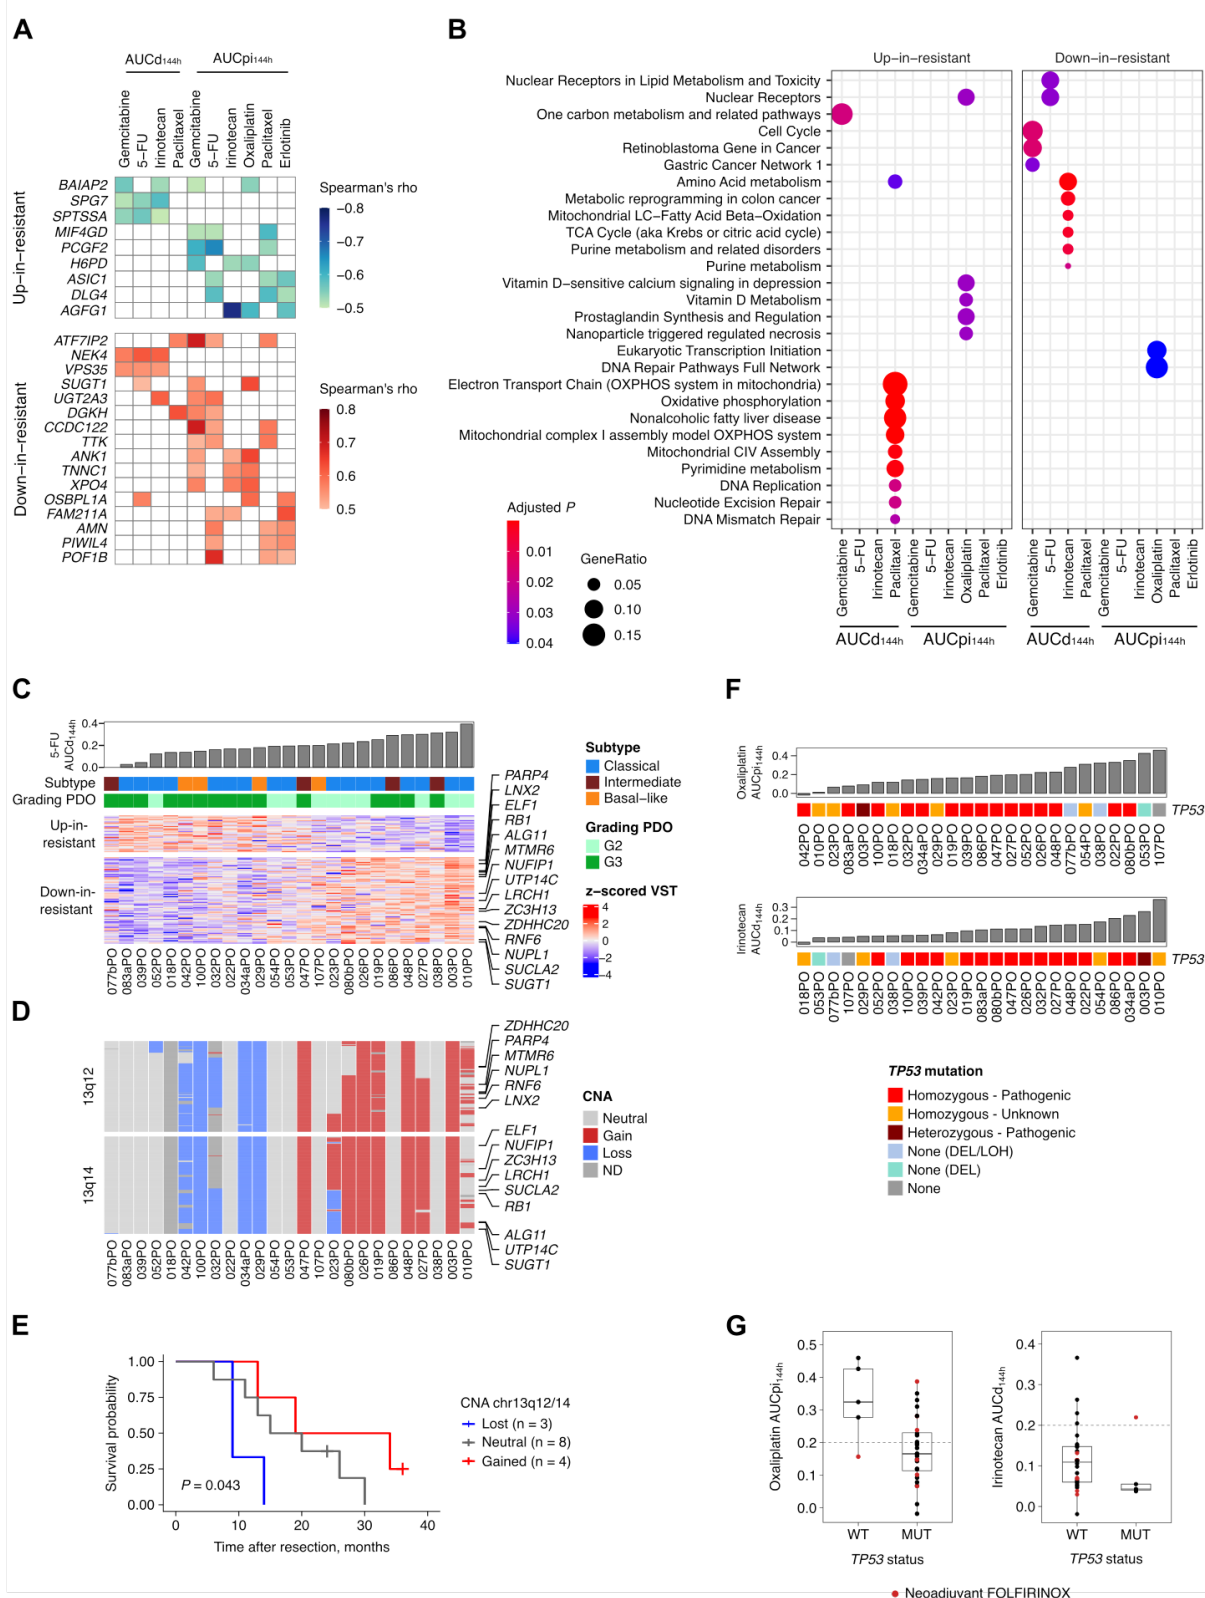 A
AUCd144h
AUCpi144h
Gemcitabine
5−FU
Irinotecan
Paclitaxel
Gemcitabine
5−FU
Irinotecan
Oxaliplatin
Paclitaxel
Erlotinib
Up−in−resistant
BAIAP2
SPG7
SPTSSA
MIF4GD
PCGF2
H6PD
ASIC1
DLG4
AGFG1
Spearman's rho
−0.8
−0.7
−0.6
−0.5
Down−in−resistant
ATF7IP2
NEK4
VPS35
SUGT1
UGT2A3
DGKH
CCDC122
TTK
ANK1
TNNC1
XPO4
OSBPL1A
FAM211A
AMN
PIWIL4
POF1B
Spearman's rho
0.8
0.7
0.6
0.5
B
Up−in−resistant
Down−in−resistant
Nuclear Receptors in Lipid Metabolism and Toxicity
Nuclear Receptors
One carbon metabolism and related pathways
Cell Cycle
Retinoblastoma Gene in Cancer
Gastric Cancer Network 1
Amino Acid metabolism
Metabolic reprogramming in colon cancer
Mitochondrial LC−Fatty Acid Beta−Oxidation
TCA Cycle (aka Krebs or citric acid cycle)
Purine metabolism and related disorders
Purine metabolism
Vitamin D−sensitive calcium signaling in depression
Vitamin D Metabolism
Prostaglandin Synthesis and Regulation
Nanoparticle triggered regulated necrosis
Eukaryotic Transcription Initiation
DNA Repair Pathways Full Network
Electron Transport Chain (OXPHOS system in mitochondria)
Oxidative phosphorylation
Nonalcoholic fatty liver disease
Mitochondrial complex I assembly model OXPHOS system
Mitochondrial CIV Assembly
Pyrimidine metabolism
DNA Replication
Nucleotide Excision Repair
DNA Mismatch Repair
Adjusted P
0.01
0.02
0.03
0.04
GeneRatio
0.05
0.10
0.15
Gemcitabine
5−FU
Irinotecan
Paclitaxel
Gemcitabine
5−FU
Irinotecan
Oxaliplatin
Paclitaxel
Erlotinib
Gemcitabine
5−FU
Irinotecan
Paclitaxel
Gemcitabine
5−FU
Irinotecan
Oxaliplatin
Paclitaxel
Erlotinib
AUCd144h
AUCpi144h
AUCd144h
AUCpi144h
C
5−FU
AUCd144h
0.4
0.2
0.0
Subtype
Grading PDO
Up−in−
resistant
Down−in−
resistant
PARP4
LNX2
ELF1
RB1
ALG11
MTMR6
NUFIP1
UTP14C
LRCH1
ZC3H13
ZDHHC20
RNF6
NUPL1
SUCLA2
SUGT1
077bPO
083aPO
039PO
052PO
018PO
042PO
100PO
032PO
022PO
034aPO
029PO
054PO
053PO
047PO
107PO
023PO
080bPO
026PO
019PO
086PO
048PO
027PO
038PO
003PO
010PO
Subtype
Classical
Intermediate
Basal−like
Grading PDO
G2
G3
z−scored VST
4
2
0
−2
−4
D
13q12
13q14
ZDHHC20
PARP4
MTMR6
NUPL1
RNF6
LNX2
ELF1
NUFIP1
ZC3H13
LRCH1
SUCLA2
RB1
ALG11
UTP14C
SUGT1
077bPO
083aPO
039PO
052PO
018PO
042PO
100PO
032PO
022PO
034aPO
029PO
054PO
053PO
047PO
107PO
023PO
080bPO
026PO
019PO
086PO
048PO
027PO
038PO
003PO
010PO
CNA
Neutral
Gain
Loss
ND
E
Survival probability
1.00
0.75
0.50
0.25
0.00
P = 0.043
0
10
20
30
40
Time after resection, months
CNA chr13q12/14
Lost (n = 3)
Neutral (n = 8)
Gained (n = 4)
F
Oxaliplatin
AUCpi144h
0.4
0.2
0.0
TP53
042PO
010PO
023PO
083aPO
003PO
100PO
018PO
032PO
034aPO
029PO
019PO
039PO
086PO
047PO
027PO
052PO
026PO
048PO
077bPO
054PO
038PO
022PO
080bPO
053PO
107PO
Irinotecan
AUCd144h
0.3
0.2
0.1
0.0
TP53
018PO
053PO
077bPO
107PO
029PO
052PO
038PO
100PO
039PO
042PO
023PO
019PO
083aPO
080bPO
047PO
026PO
032PO
027PO
048PO
022PO
054PO
086PO
034aPO
003PO
010PO
TP53 mutation
Homozygous - Pathogenic
Homozygous - Unknown
Heterozygous - Pathogenic
None (DEL/LOH)
None (DEL)
None
G
Oxaliplatin AUCpi144h
0.5
0.4
0.3
0.2
0.1
0.0
WT
MUT
TP53 status
Irinotecan AUCd144h
0.4
0.3
0.2
0.1
0.0
WT
MUT
TP53 status
Neoadjuvant FOLFIRINOX